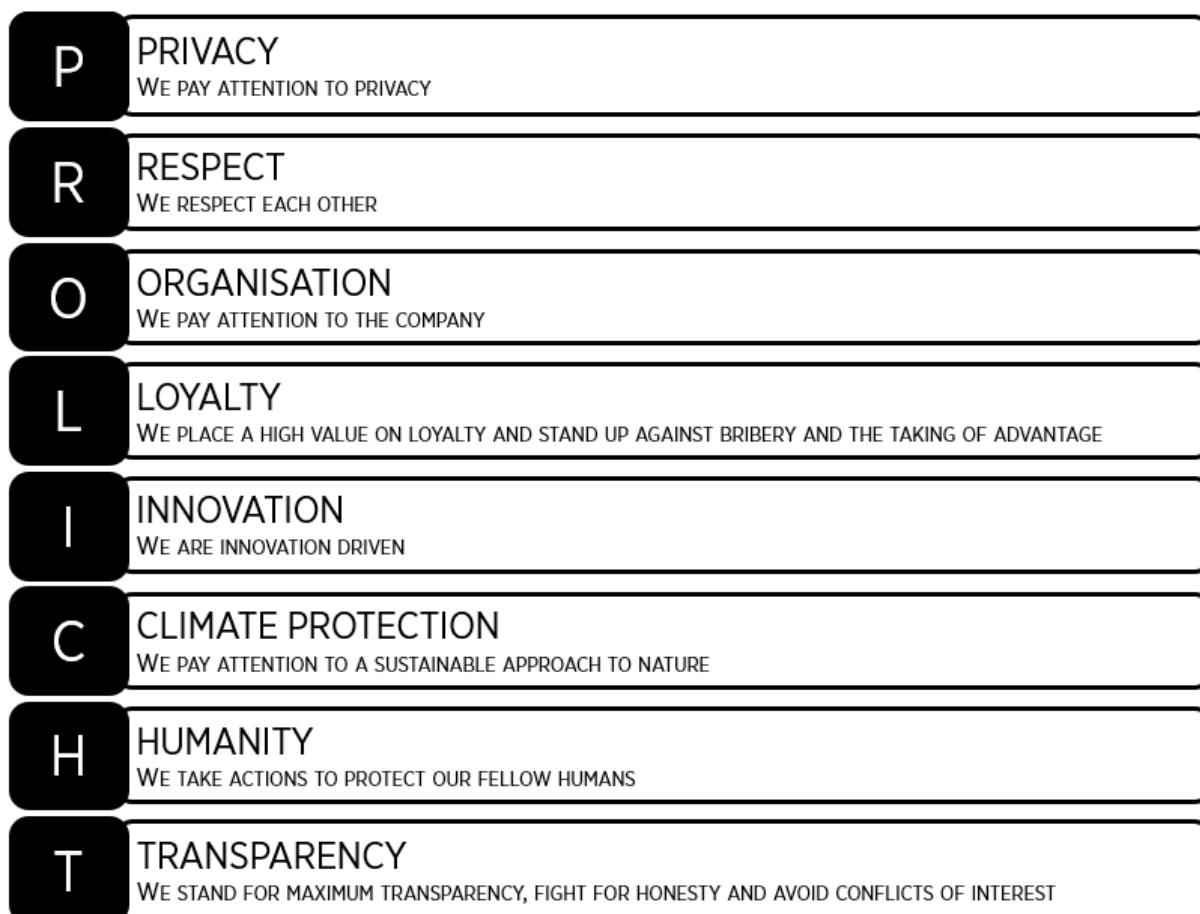 P
PRIVACY
WE PAY ATTENTION TO PRIVACY
R
RESPECT
WE RESPECT EACH OTHER
O
ORGANISATION
WE PAY ATTENTION TO THE COMPANY
L
LOYALTY
WE PLACE A HIGH VALUE ON LOYALTY AND STAND UP AGAINST BRIBERY AND THE TAKING OF ADVANTAGE
I
INNOVATION
WE ARE INNOVATION DRIVEN
C
CLIMATE PROTECTION
WE PAY ATTENTION TO A SUSTAINABLE APPROACH TO NATURE
H
HUMANITY
WE TAKE ACTIONS TO PROTECT OUR FELLOW HUMANS
T
TRANSPARENCY
WE STAND FOR MAXIMUM TRANSPARENCY, FIGHT FOR HONESTY AND AVOID CONFLICTS OF INTEREST